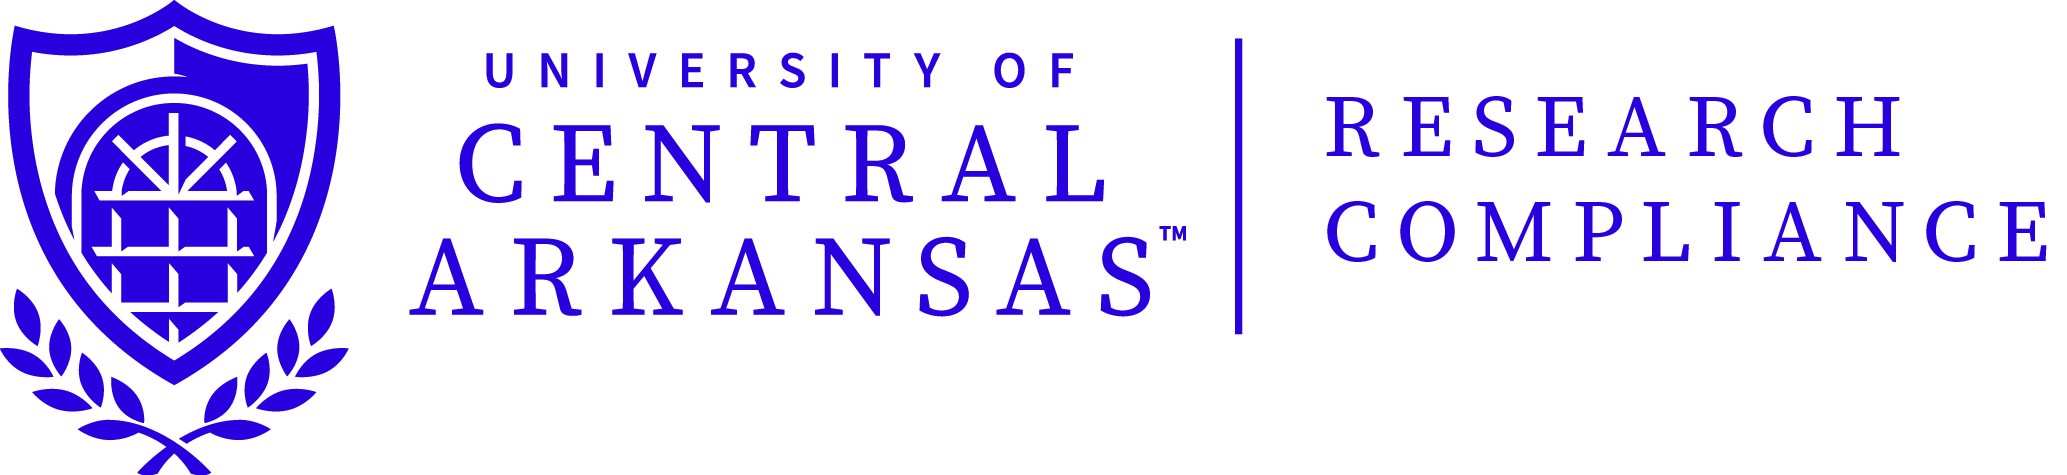 UNIVERSITY OF
CENTRAL
ARKANSAS™
RESEARCH
COMPLIANCE